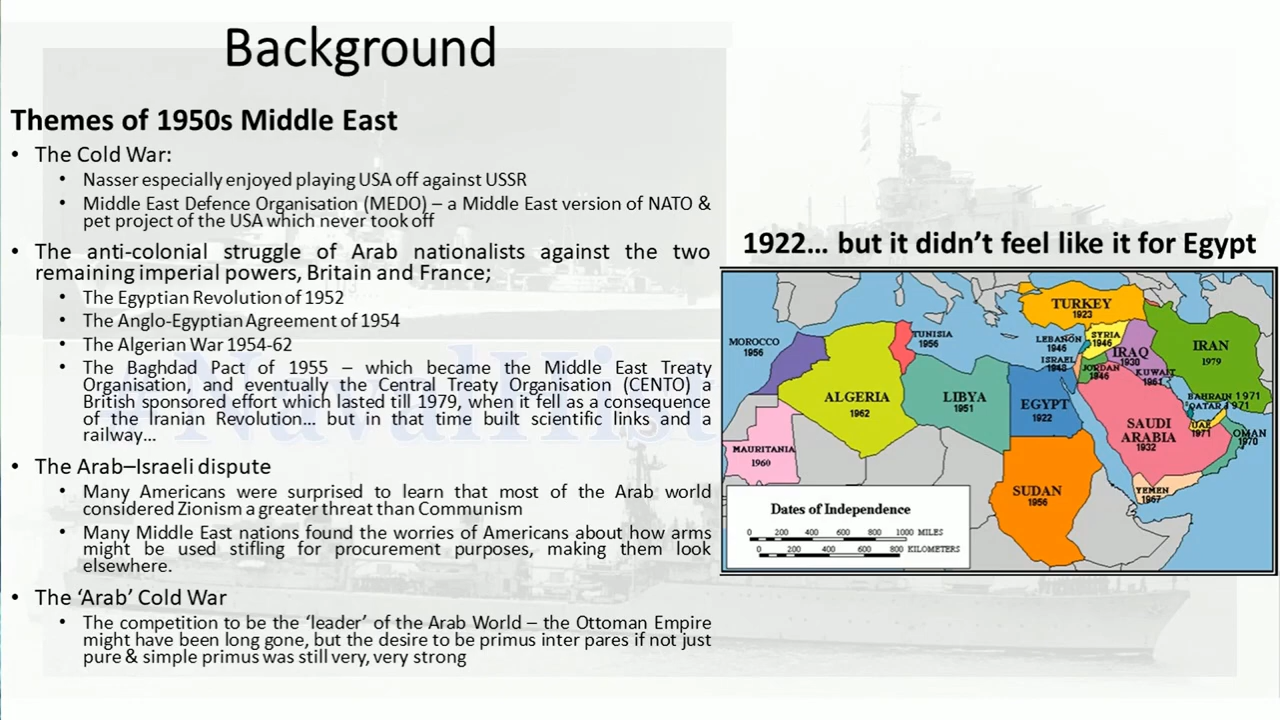 Background
Themes of 1950s Middle East
• The Cold War:
• Nasser especially enjoyed playing USA off against USSR
• Middle East Defence Organisation (MEDO) – a Middle East version of NATO &
pet project of the USA which never took off
• The anti-colonial struggle of Arab nationalists against the two
remaining imperial powers, Britain and France;
• The Egyptian Revolution of 1952
• The Anglo-Egyptian Agreement of 1954
• The Algerian War 1954-62
• The Baghdad Pact of 1955 – which became the Middle East Treaty
Organisation, and eventually the Central Treaty Organisation (CENTO) a
British sponsored effort which lasted till 1979, when it fell as a consequence
of the Iranian Revolution... but in that time built scientific links and a
railway...
• The Arab–Israeli dispute
• Many Americans were surprised to learn that most of the Arab world
considered Zionism a greater threat than Communism
• Many Middle East nations found the worries of Americans about how arms
might be used stifling for procurement purposes, making them look
elsewhere.
• The ‘Arab’ Cold War
• The competition to be the ‘leader’ of the Arab World – the Ottoman Empire
might have been long gone, but the desire to be primus inter pares if not just
pure & simple primus was still very, very strong
1922... but it didn’t feel like it for Egypt
TURKEY
1923
MOROCCO
1956
TUNISIA
1956
LEBANON
1946
SYRIA
1946
ISRAEL
1948
IRAQ
1930
IRAN
1979
JORDAN
1946
KUWAIT
1961
ALGERIA
1962
LIBYA
1951
EGYPT
1922
BAHRAIN 1971
QATAR 1971
SAUDI
ARABIA
1932
UAE
1971
OMAN
1970
MAURITANIA
1960
SUDAN
1956
YEMEN
1967
Dates of Independence
0 200 400 600 800 1000 MILES
0 200 400 600 800 KILOMETERS